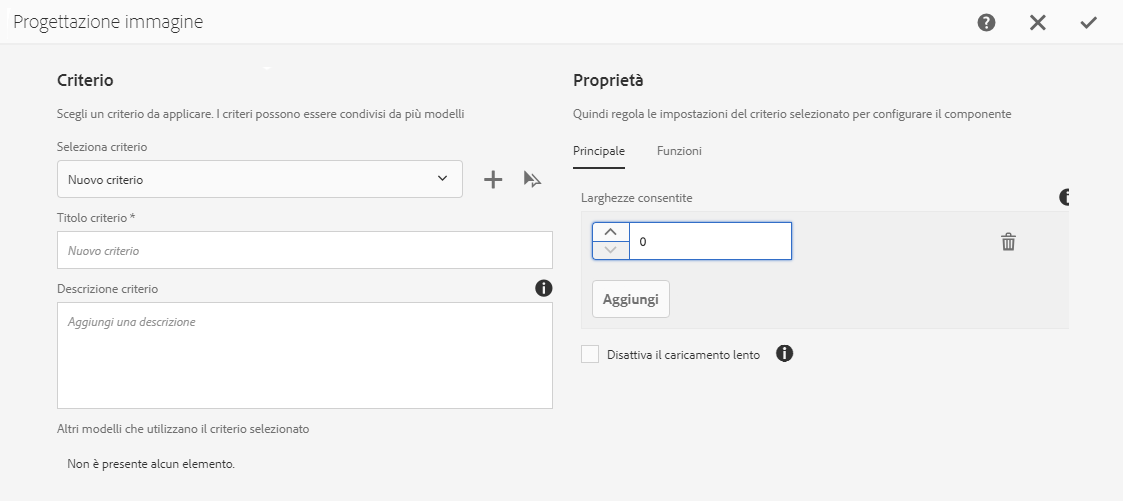 Progettazione immagine
Criterio
Scegli un criterio da applicare. I criteri possono essere condivisi da più modelli
Seleziona criterio
Nuovo criterio
Titolo criterio *
Nuovo criterio
Descrizione criterio
Aggiungi una descrizione
Altri modelli che utilizzano il criterio selezionato
Non è presente alcun elemento.
Proprietà
Quindi regola le impostazioni del criterio selezionato per configurare il componente
Principale Funzioni
Larghezze consentite
0
Aggiungi
Disattiva il caricamento lento